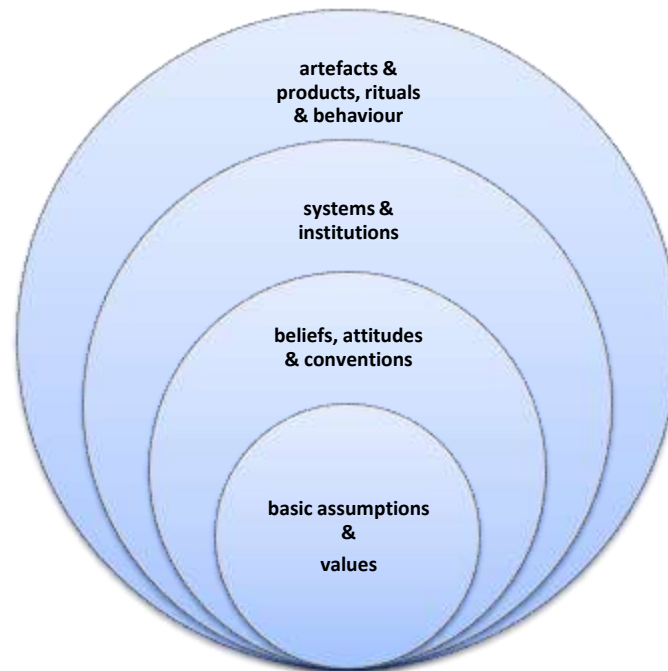 artefacts &
products, rituals
& behaviour
systems &
institutions
beliefs, attitudes
& conventions
basic assumptions
&
values